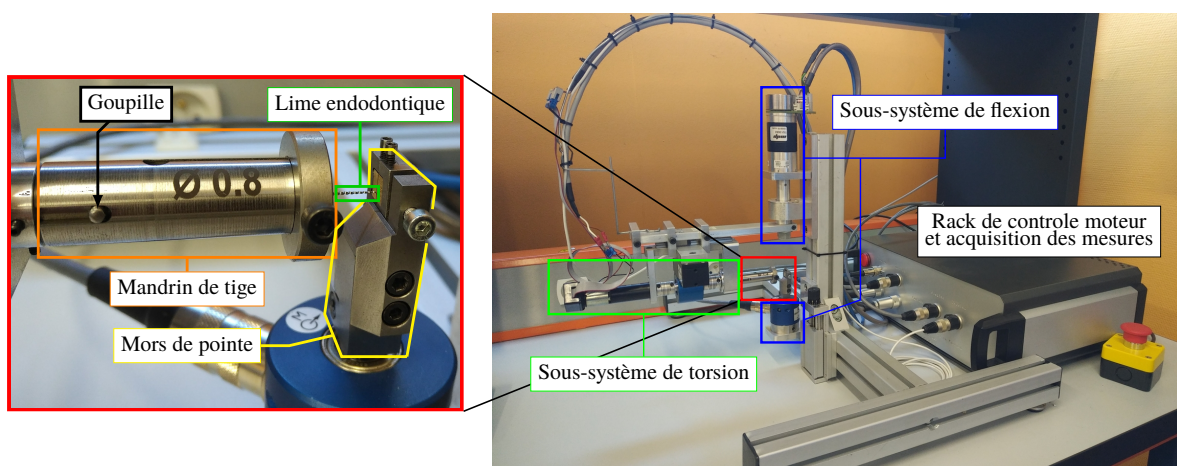 Goupille
Lime endodontique
Ø 0.8
Mandrin de tige
Mors de pointe
M
Sous-système de flexion
Rack de controle moteur
et acquisition des mesures
Sous-système de torsion